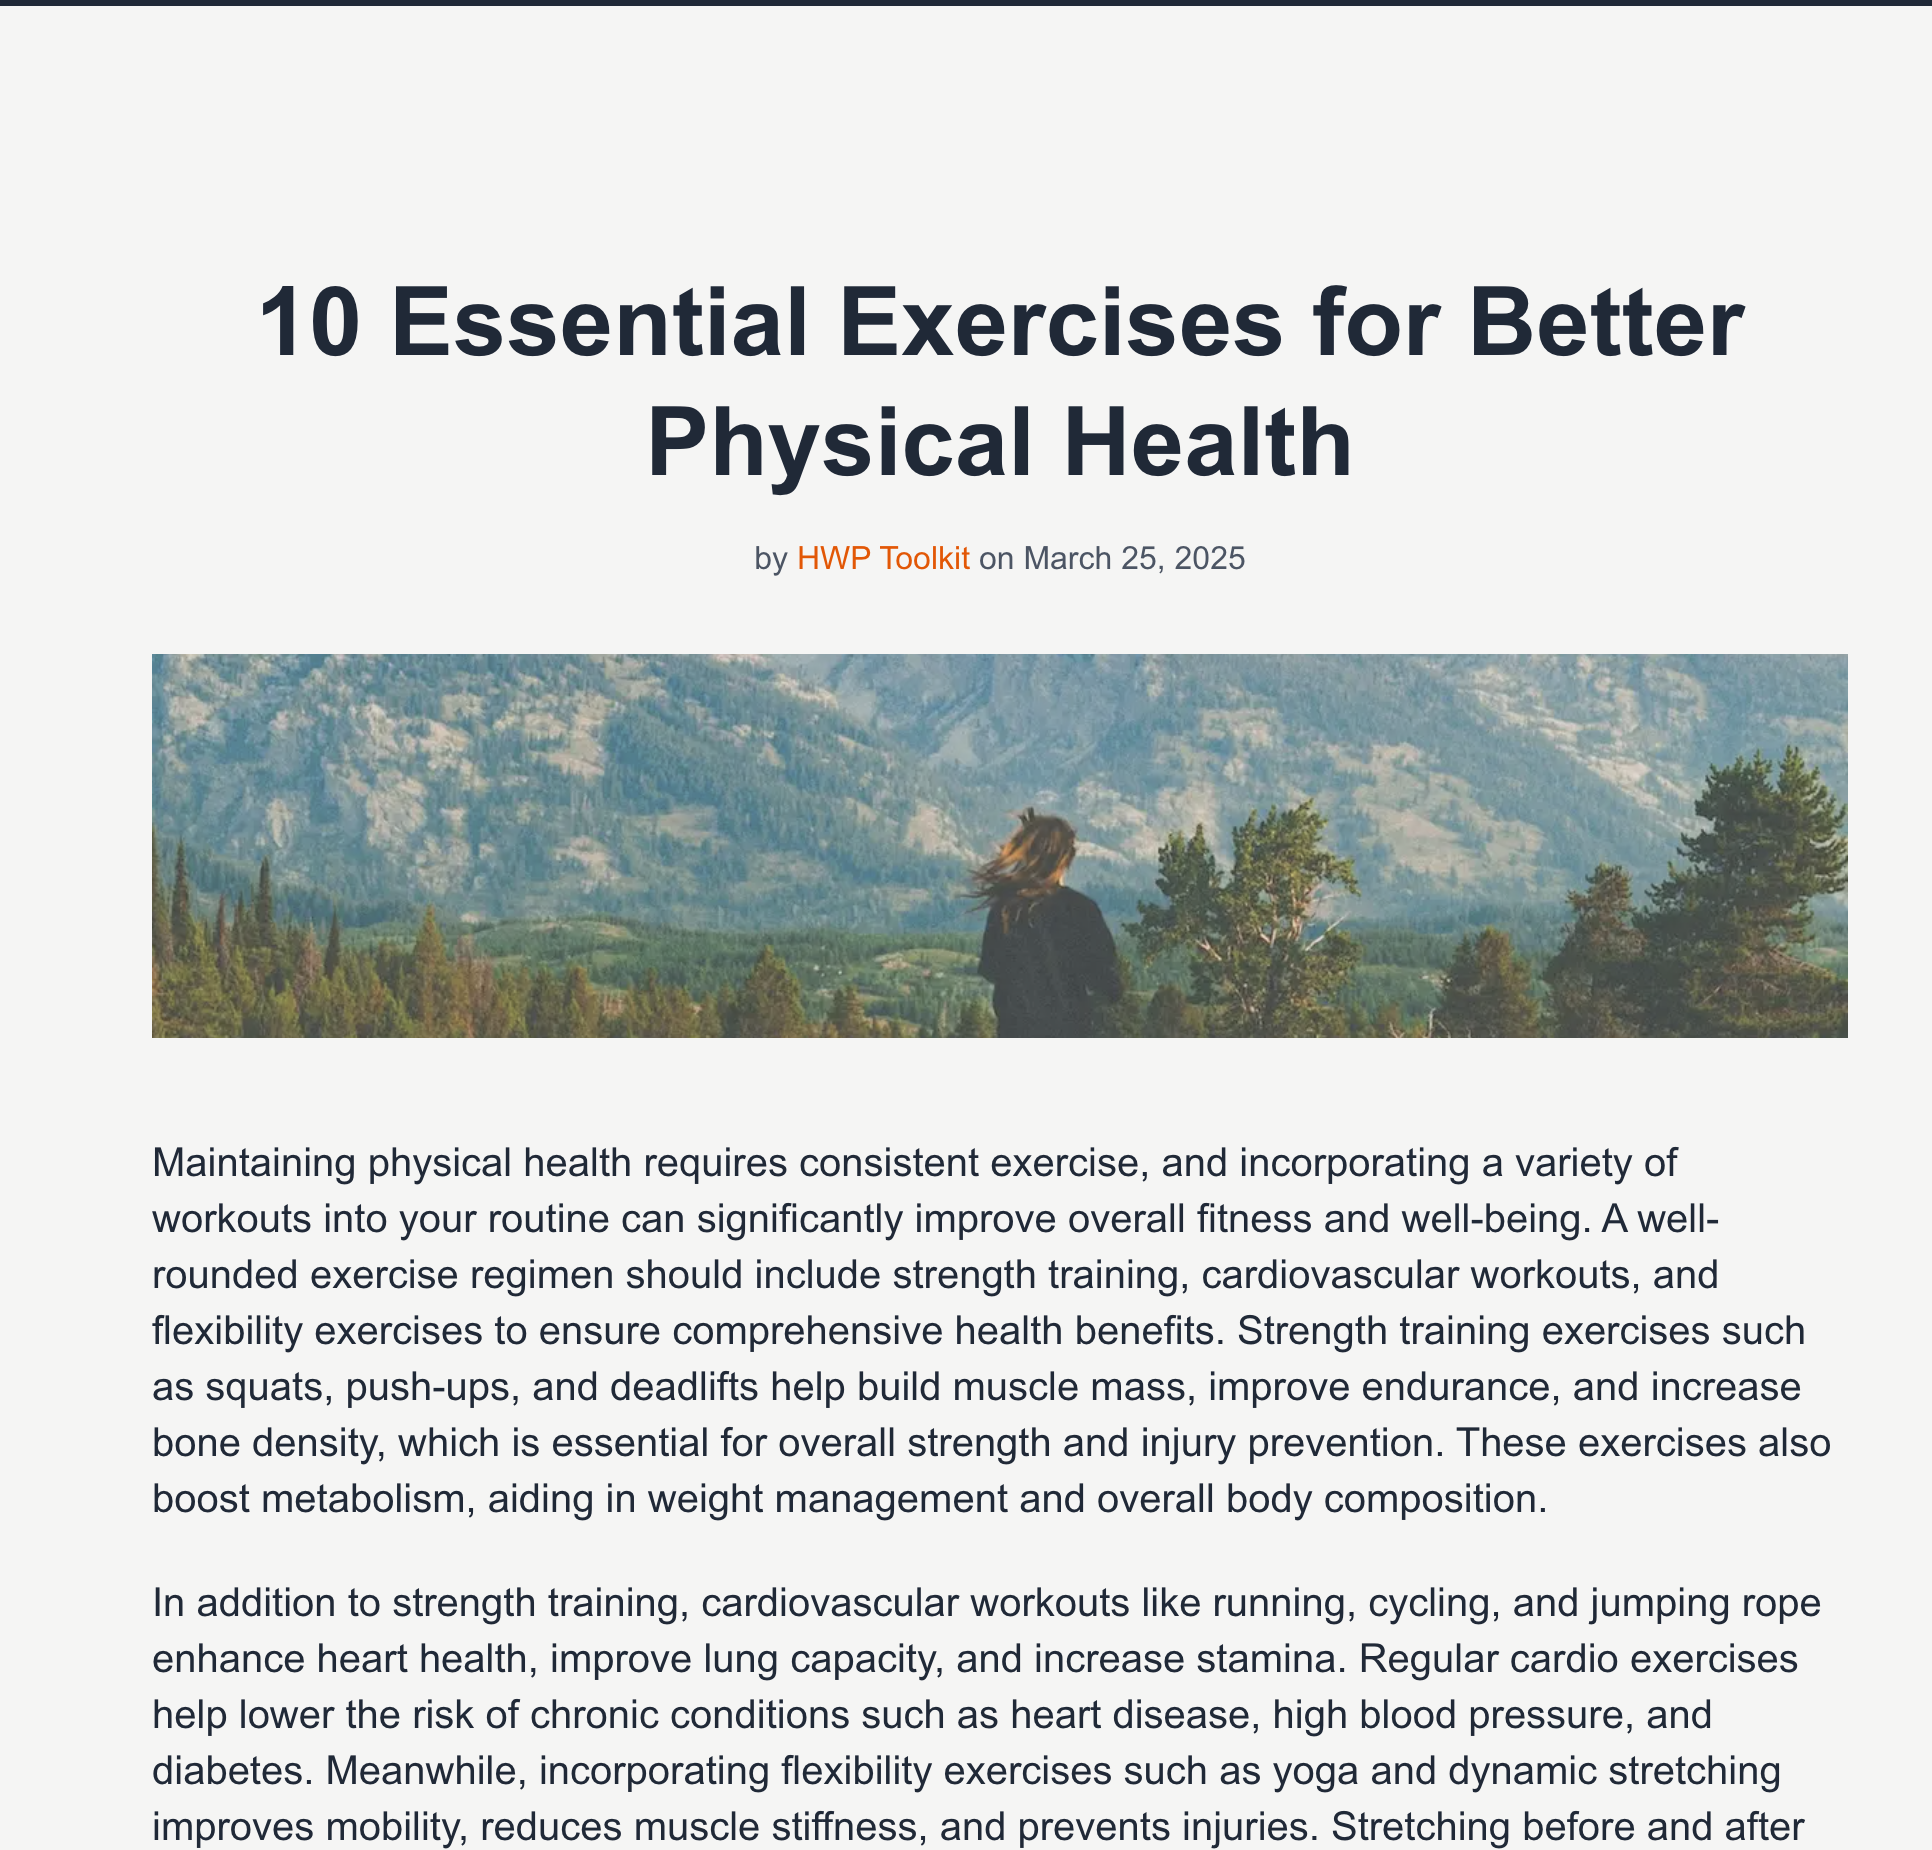 10 Essential Exercises for Better
Physical Health
by HWP Toolkit on March 25, 2025
Maintaining physical health requires consistent exercise, and incorporating a variety of
workouts into your routine can significantly improve overall fitness and well-being. A well-
rounded exercise regimen should include strength training, cardiovascular workouts, and
flexibility exercises to ensure comprehensive health benefits. Strength training exercises such
as squats, push-ups, and deadlifts help build muscle mass, improve endurance, and increase
bone density, which is essential for overall strength and injury prevention. These exercises also
boost metabolism, aiding in weight management and overall body composition.
In addition to strength training, cardiovascular workouts like running, cycling, and jumping rope
enhance heart health, improve lung capacity, and increase stamina. Regular cardio exercises
help lower the risk of chronic conditions such as heart disease, high blood pressure, and
diabetes. Meanwhile, incorporating flexibility exercises such as yoga and dynamic stretching
improves mobility, reduces muscle stiffness, and prevents injuries. Stretching before and after